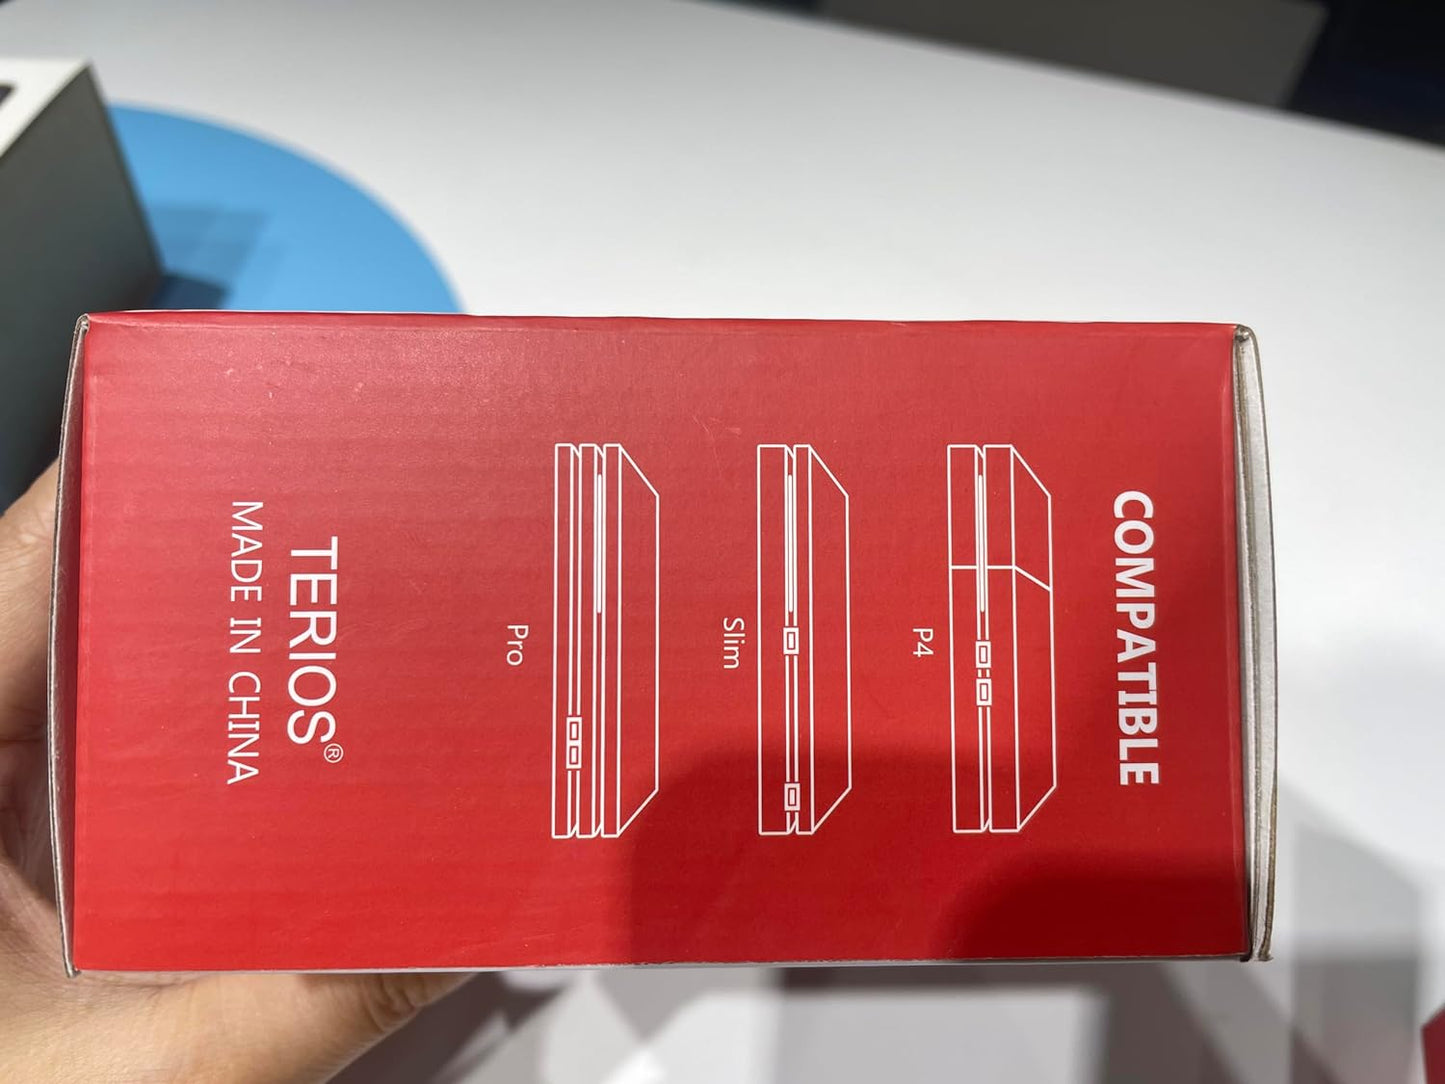 COMPATIBLE
P4
Slim
Pro
TERIOS®
MADE IN CHINA